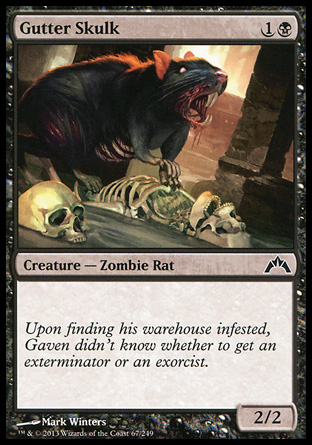 Gutter Skulk 1
Creature — Zombie Rat
Upon finding his warehouse infested,
Gaven didn't know whether to get an
exterminator or an exorcist.
Mark Winters
™ & © 2013 Wizards of the Coast 67/249
2/2